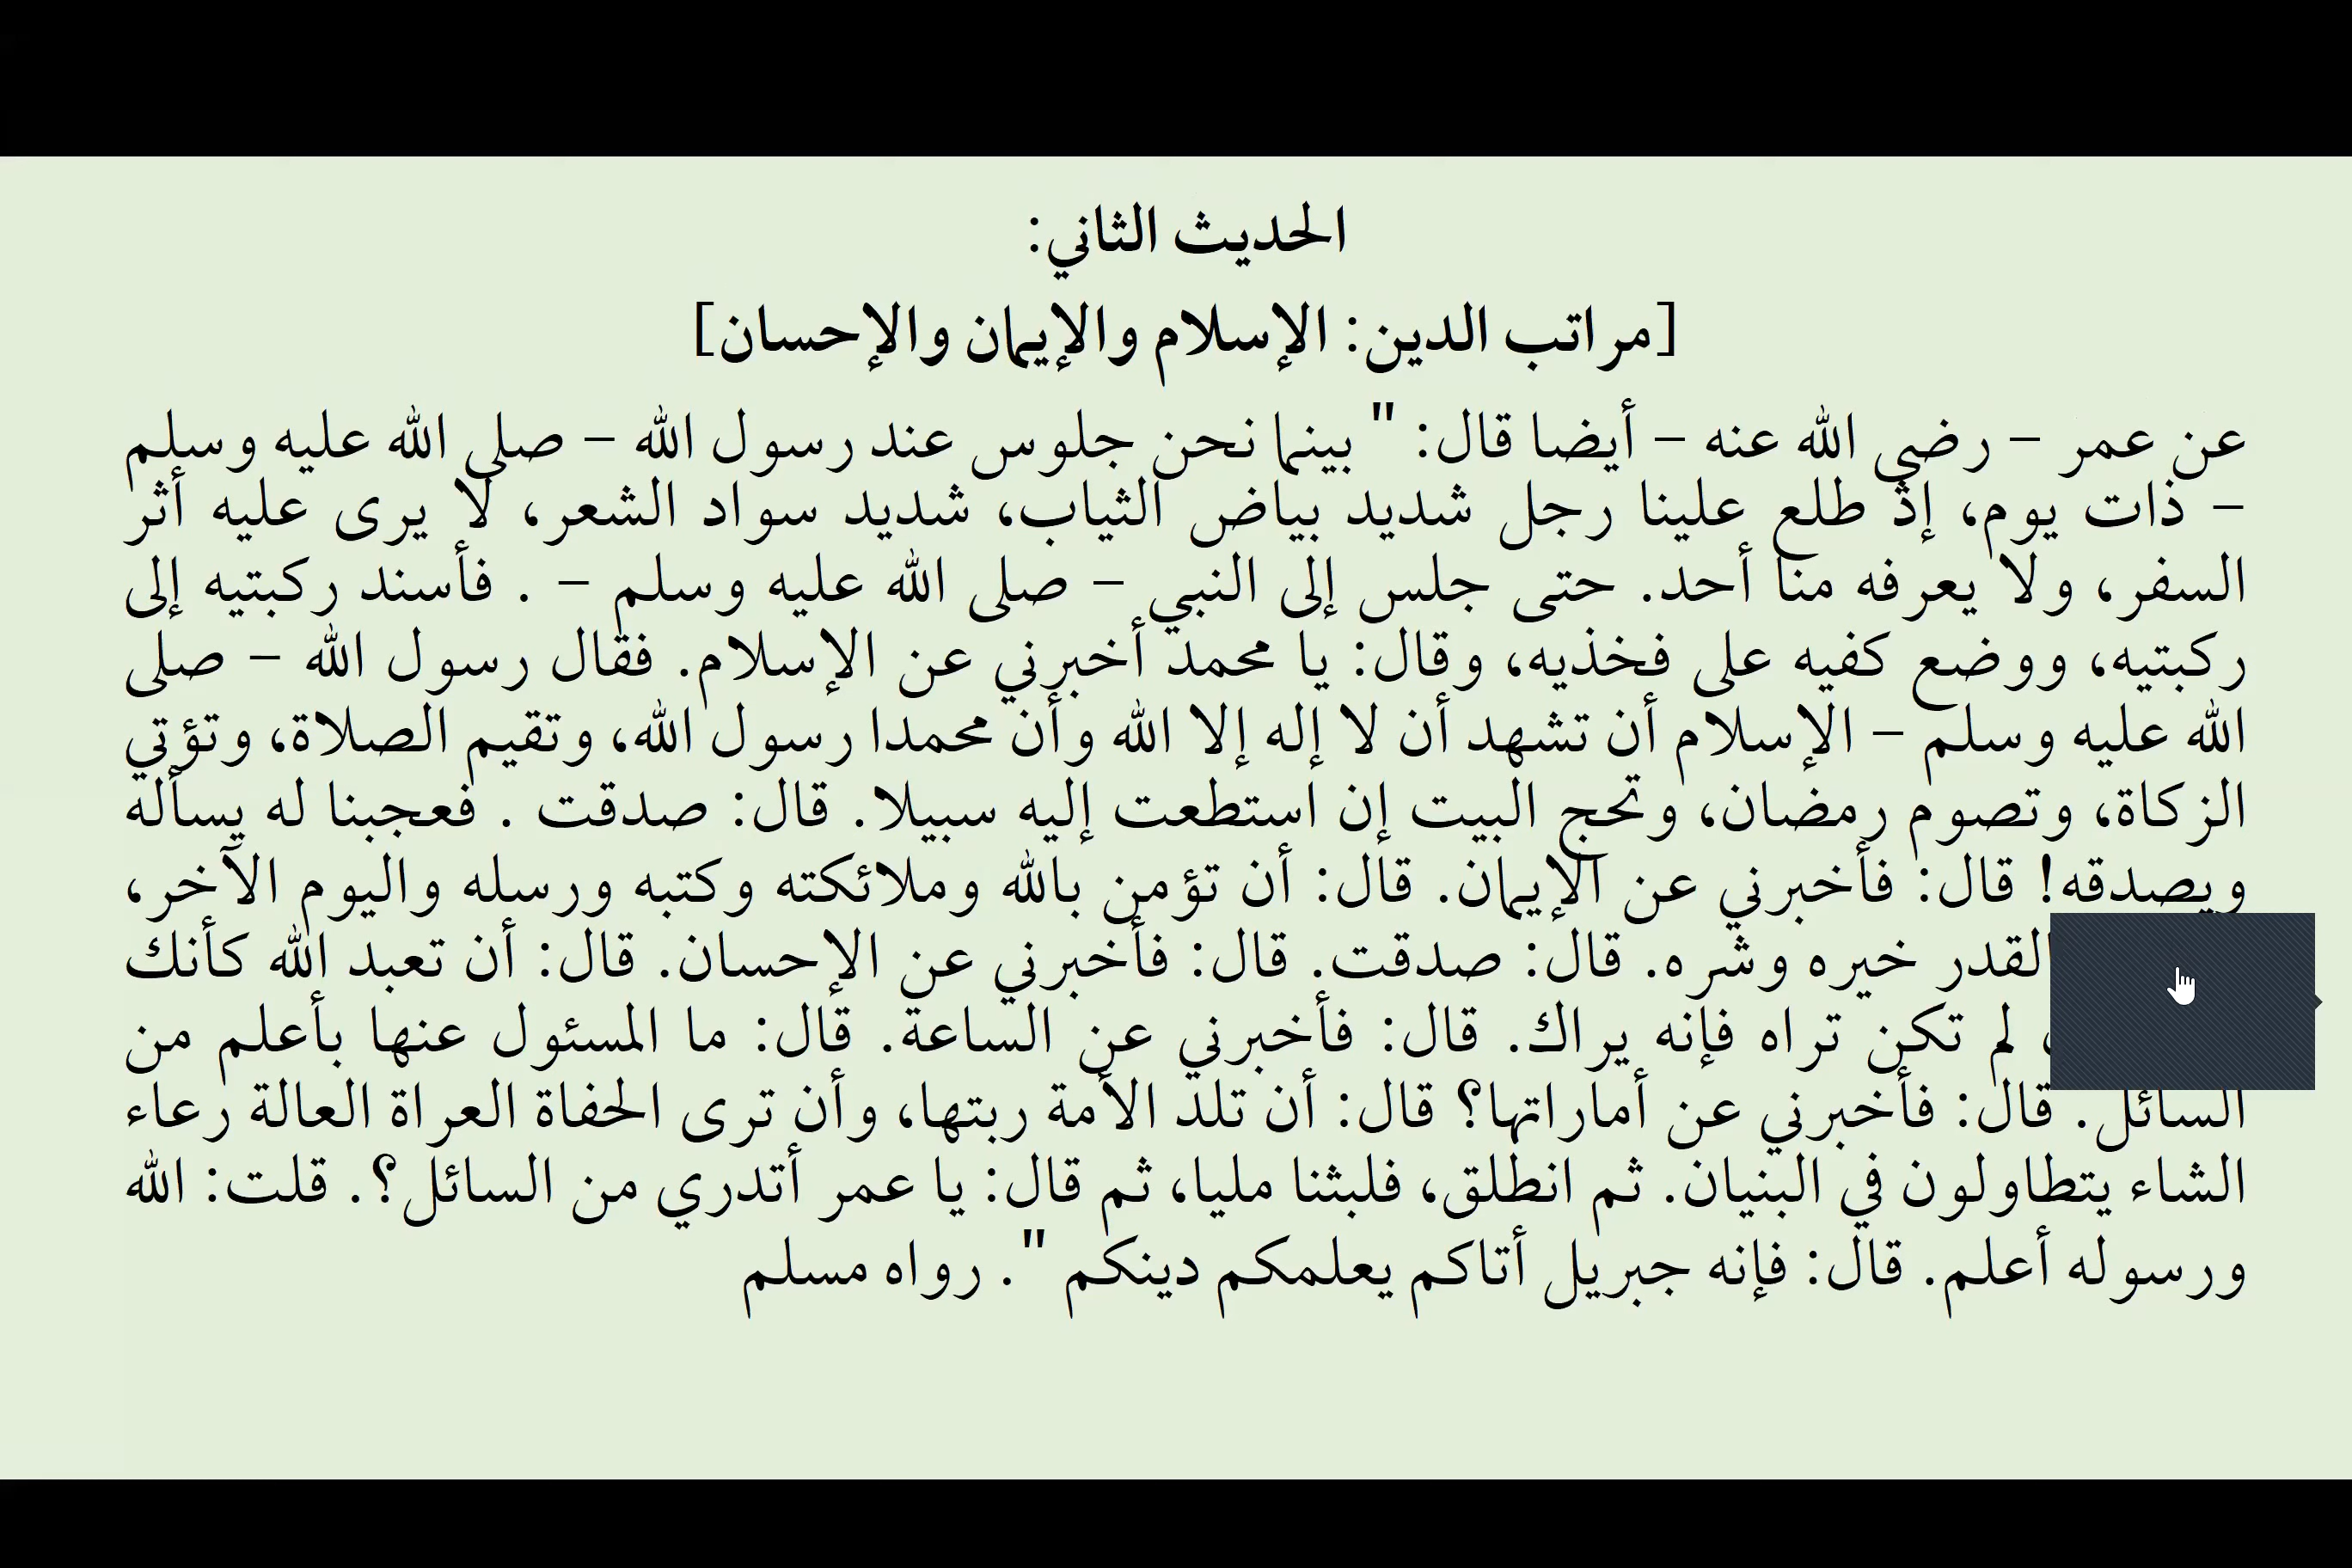 الحديث الثاني:
[مراتب الدين: الإسلام والإيمان والإحسان]
عن عمر – رضي الله عنه – أيضا قال: " بينما نحن جلوس عند رسول الله – صلى الله عليه وسلم
– ذات يوم، إذ طلع علينا رجل شديد بياض الثياب، شديد سواد الشعر، لا يرى عليه أثر
السفر، ولا يعرفه منا أحد. حتى جلس إلى النبي – صلى الله عليه وسلم – . فأسند ركبتيه إلى
ركبتيه، ووضع كفيه على فخذيه، وقال: يا محمد أخبرني عن الإسلام. فقال رسول الله – صلى
الله عليه وسلم – الإسلام أن تشهد أن لا إله إلا الله وأن محمدا رسول الله، وتقيم الصلاة، وتؤتي
الزكاة، وتصوم رمضان، وتحج البيت إن استطعت إليه سبيلا. قال: صدقت . فعجبنا له يسأله
ويصدقه! قال: فأخبرني عن الإيمان. قال: أن تؤمن بالله وملائكته وكتبه ورسله واليوم الآخر،
القدر خيره وشره. قال: صدقت. قال: فأخبرني عن الإحسان. قال: أن تعبد الله كأنك
لم تكن تراه فإنه يراك. قال: فأخبرني عن الساعة. قال: ما المسئول عنها بأعلم من
السائل. قال: فأخبرني عن أماراتها؟ قال: أن تلد الأمة ربتها، وأن ترى الحفاة العراة العالة رعاء
الشاء يتطاولون في البنيان. ثم انطلق، فلبثنا مليا، ثم قال: يا عمر أتدري من السائل؟. قلت: الله
ورسوله أعلم. قال: فإنه جبريل أتاكم يعلمكم دينكم ". رواه مسلم